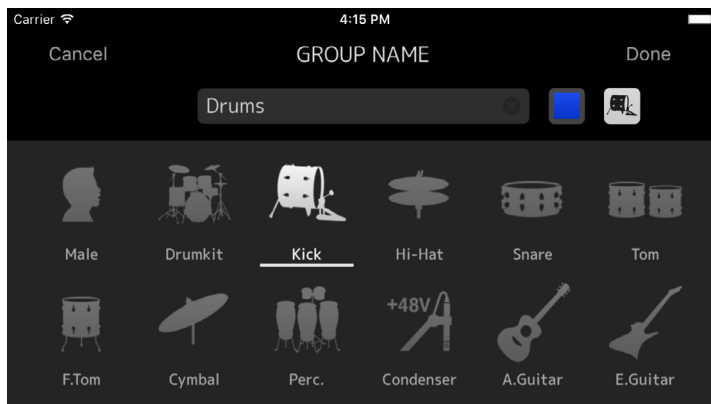 Carrier 4:15 PM
Cancel GROUP NAME Done
Drums
Male Drumkit Kick Hi-Hat Snare Tom
+48V
F.Tom Cymbal Perc. Condenser A.Guitar E.Guitar